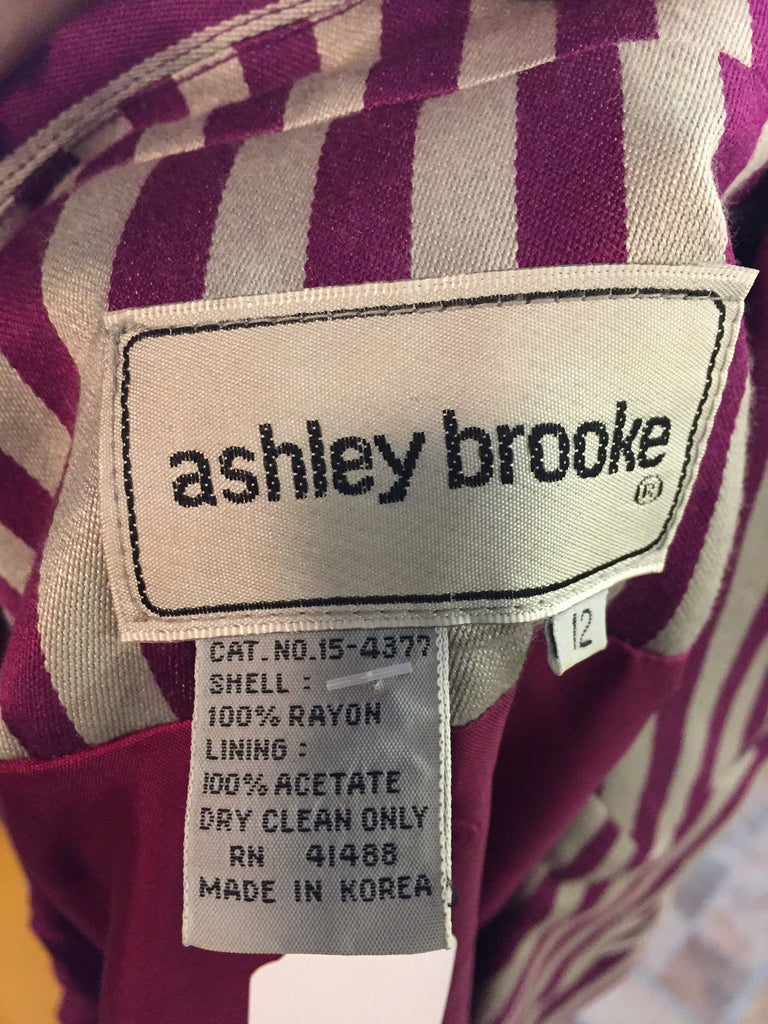 ashley brooke
®
12
CAT.NO.15-4377
SHELL :
100% RAYON
LINING :
100% ACETATE
DRY CLEAN ONLY
RN 41488
MADE IN KOREA